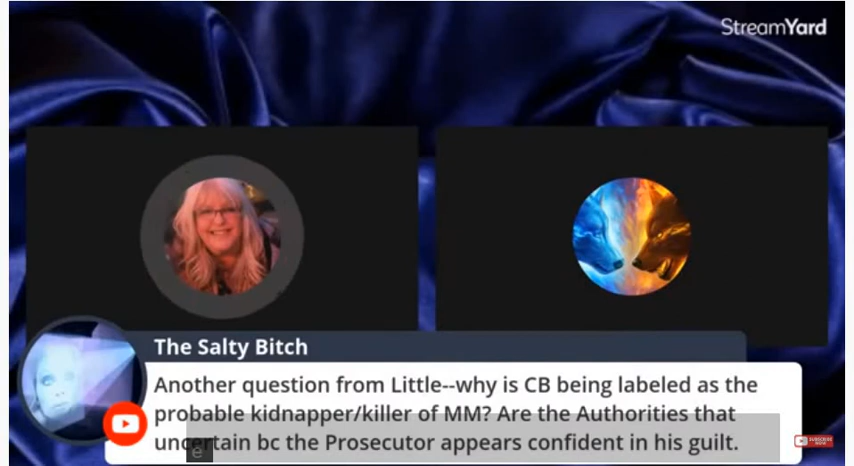 StreamYard
The Salty Bitch
Another question from Little--why is CB being labeled as the
probable kidnapper/killer of MM? Are the Authorities that
uncertain bc the Prosecutor appears confident in his guilt.
e
SUBSCRIBE